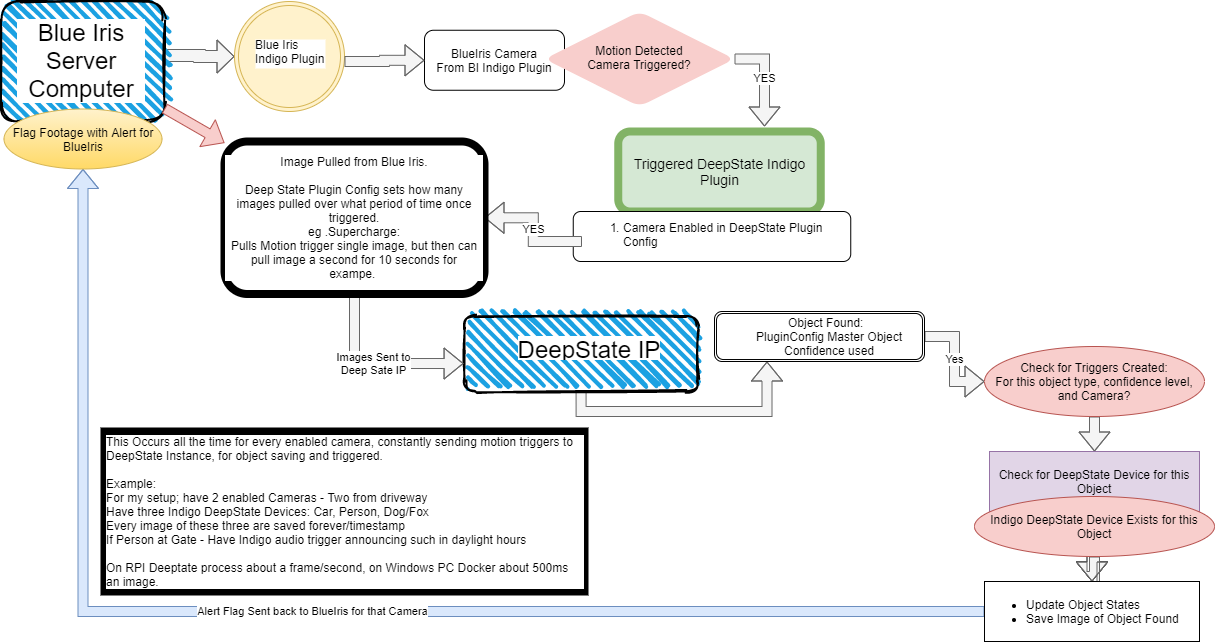 Blue Iris
Server
Computer
Blue Iris
Indigo Plugin
BlueIris Camera
From BI Indigo Plugin
Motion Detected
Camera Triggered?
YES
Flag Footage with Alert for
BlueIris
Triggered DeepState Indigo
Plugin
1. Camera Enabled in DeepState Plugin
Config
YES
Image Pulled from Blue Iris.
Deep State Plugin Config sets how many
images pulled over what period of time once
triggered.
eg .Supercharge:
Pulls Motion trigger single image, but then can
pull image a second for 10 seconds for
exampe.
Images Sent to
Deep Sate IP
DeepState IP
Object Found:
PluginConfig Master Object
Confidence used
Yes
Check for Triggers Created:
For this object type, confidence level,
and Camera?
Check for DeepState Device for this
Object
Indigo DeepState Device Exists for this
Object
• Update Object States
• Save Image of Object Found
This Occurs all the time for every enabled camera, constantly sending motion triggers to
DeepState Instance, for object saving and triggered.
Example:
For my setup; have 2 enabled Cameras - Two from driveway
Have three Indigo DeepState Devices: Car, Person, Dog/Fox
Every image of these three are saved forever/timestamp
If Person at Gate - Have Indigo audio trigger announcing such in daylight hours
On RPI Deeptate process about a frame/second, on Windows PC Docker about 500ms
an image.
Alert Flag Sent back to BlueIris for that Camera